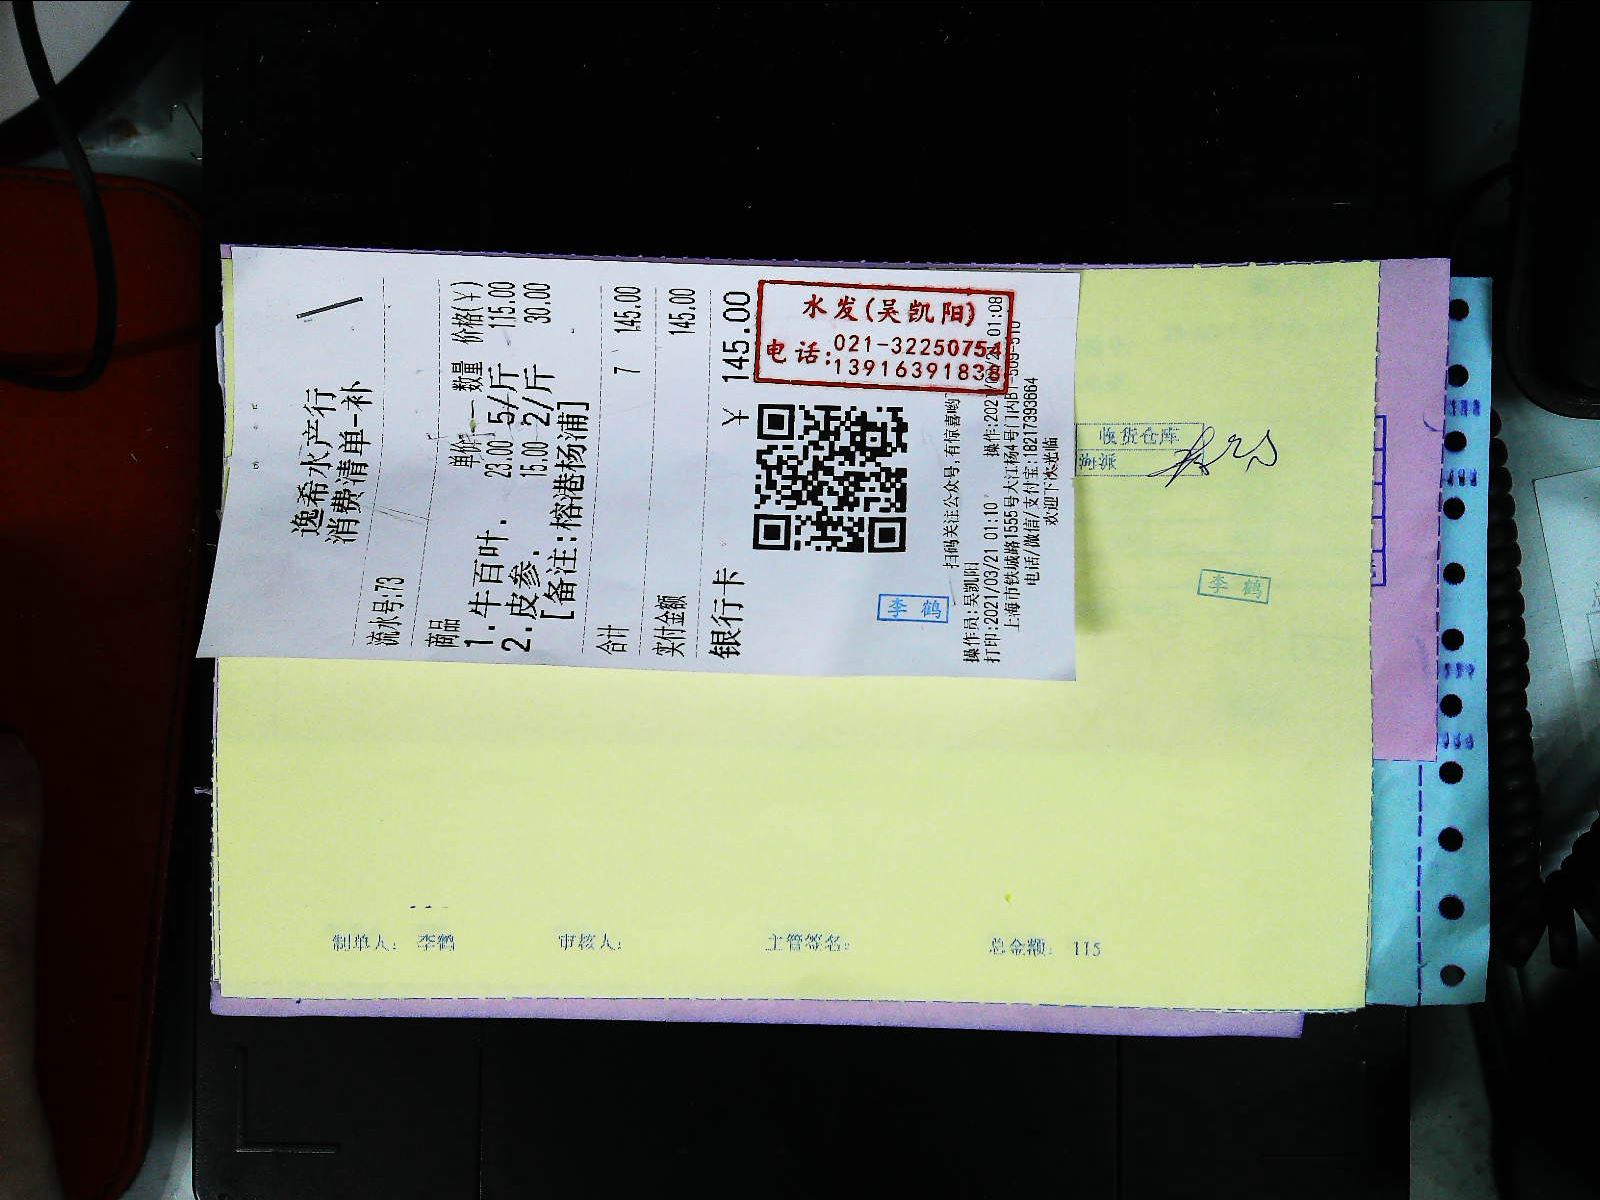 逸希水产行
消费清单-补
流水号:73
商品 单价 数量 价格(￥)
1.牛百叶. 23.00 5/斤 115.00
2.皮参. 15.00 2/斤 30.00
[备注:榕港杨浦]
合计 7 145.00
实付金额 145.00
银行卡 ￥ 145.00
水发(吴凯阳)
电话:021-32250754
13916391838
李鹤
扫码关注公众号,有惊喜哟
操作员:吴凯阳
打印:2021/03/21 01:10
上海市铁城路1555号大江杨4号门内
电话/微信/支付宝:18217393664
欢迎下次光临
收货仓库
李鹤
制单人: 李鹤 审核人: 主管签名: 总金额: 115